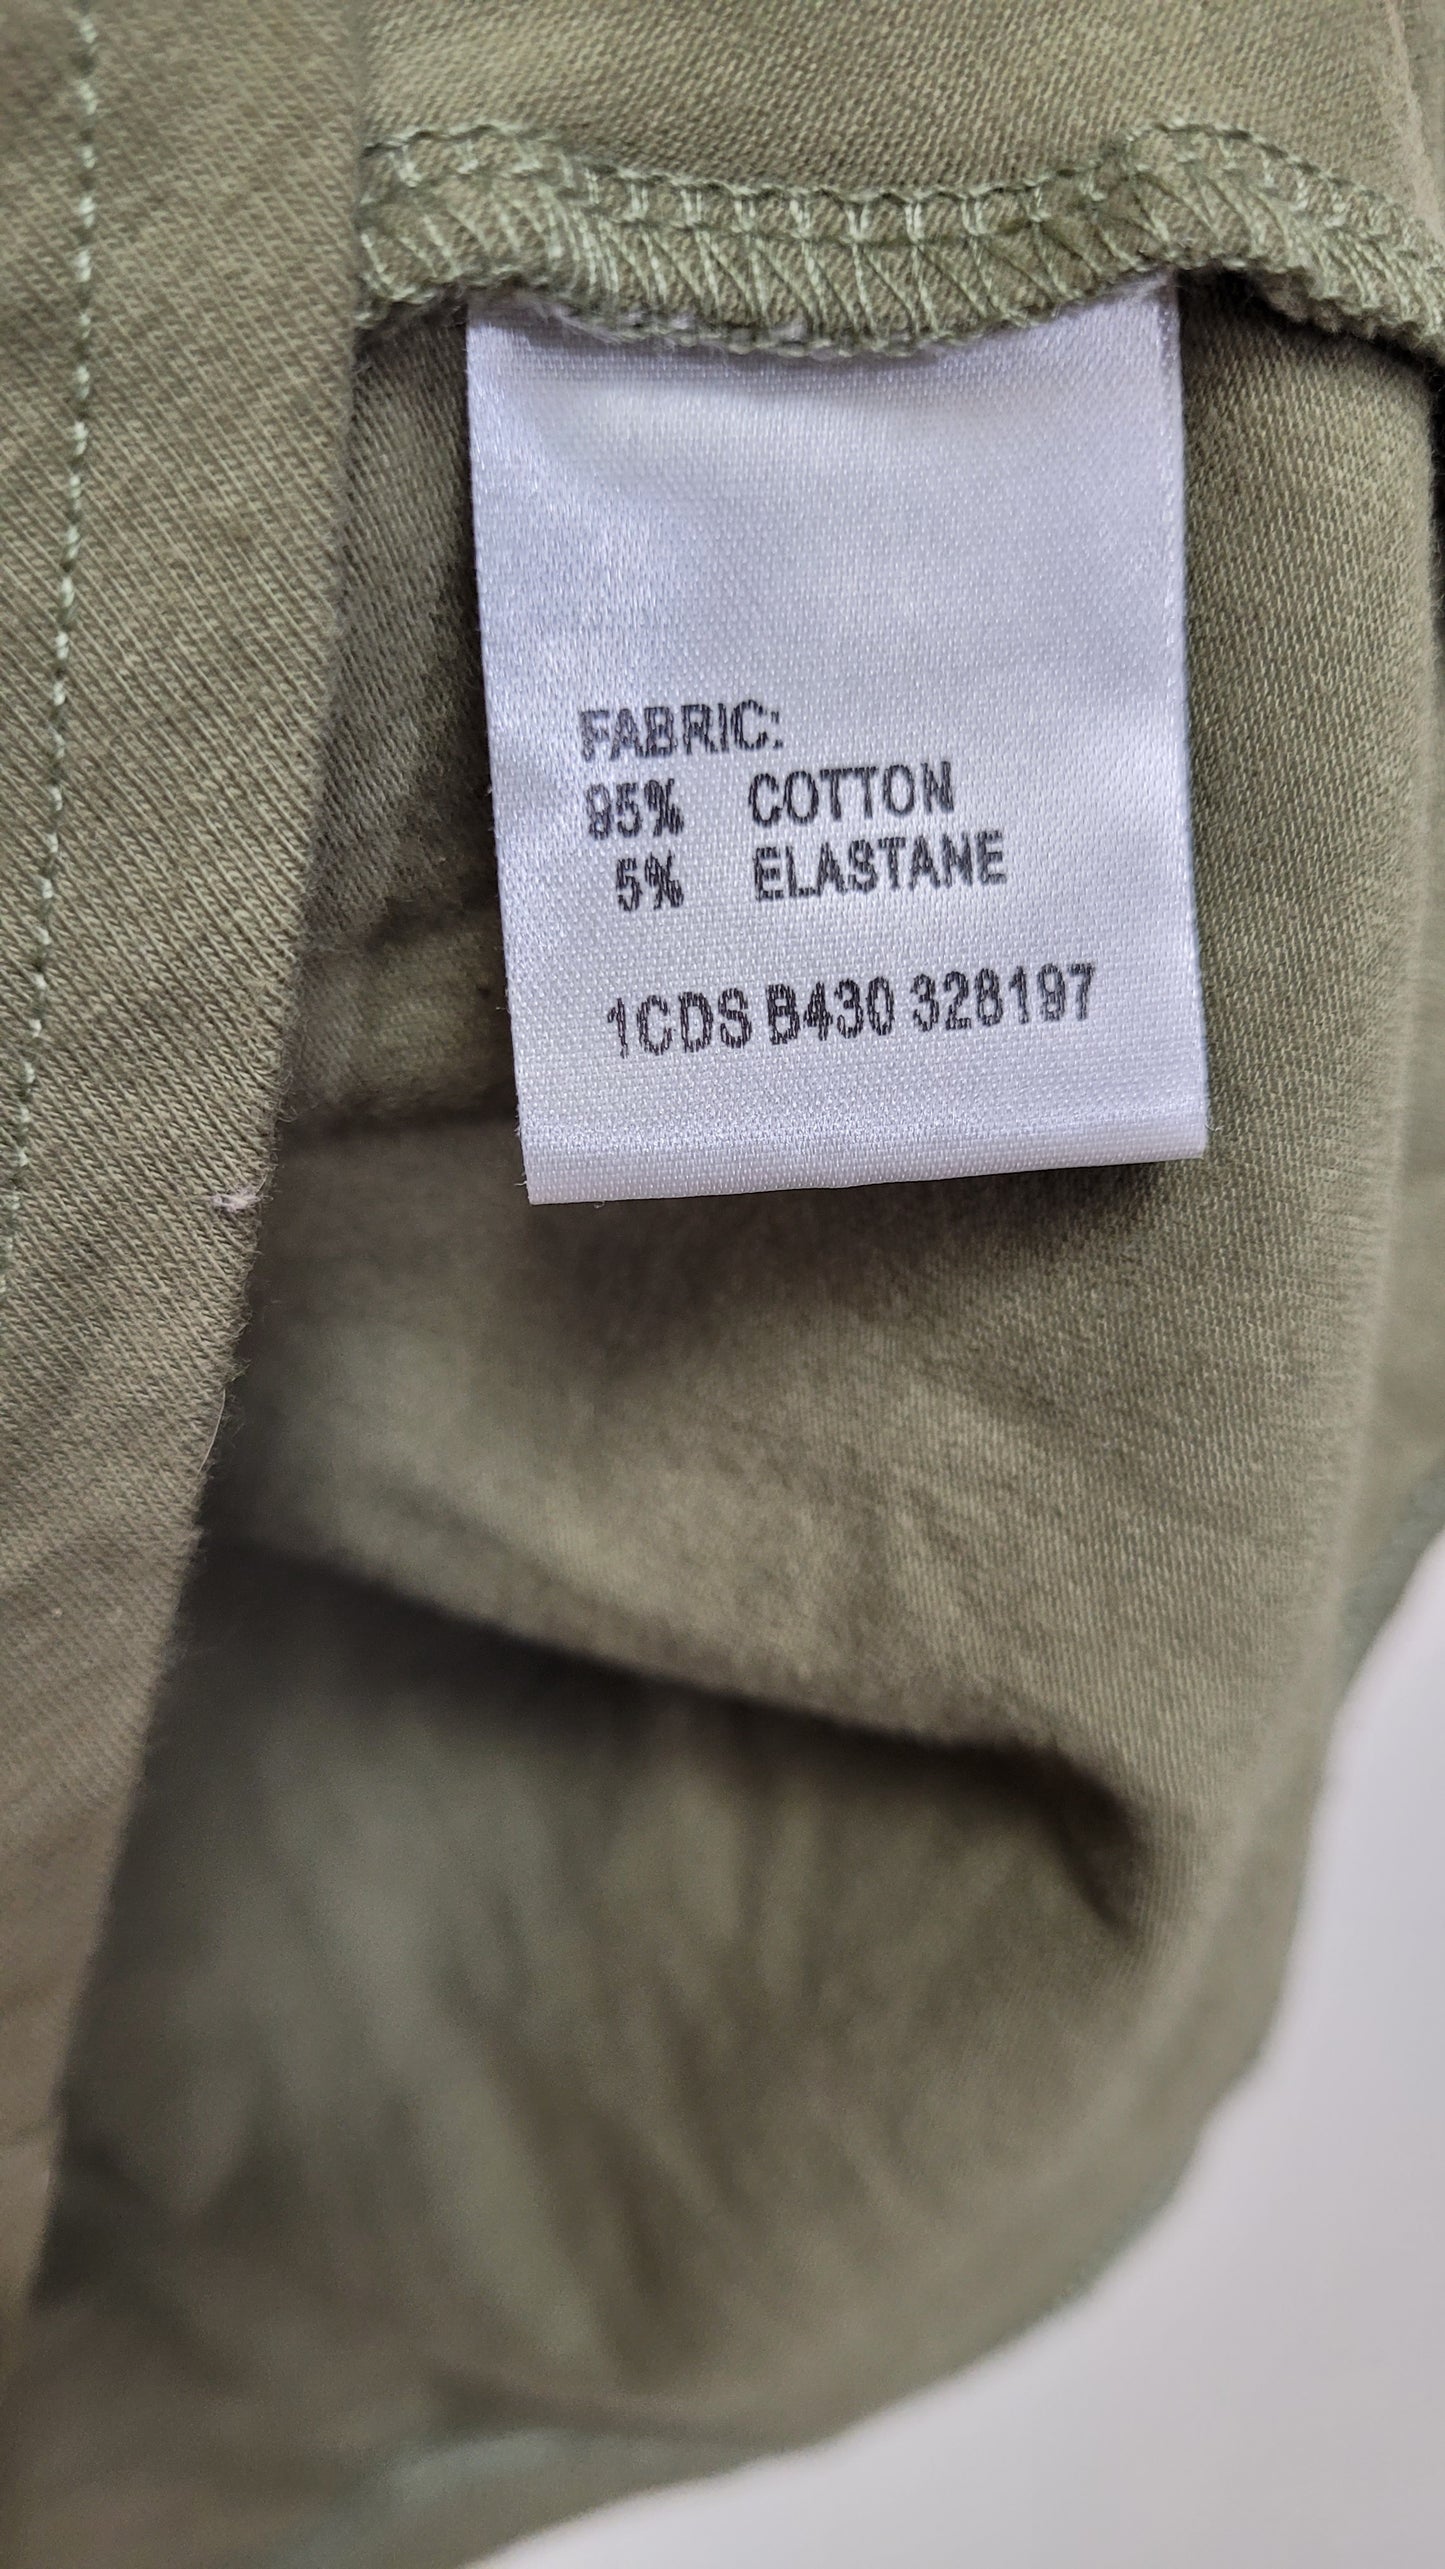 FABRIC:
95% COTTON
5% ELASTANE
1CDS B430 328197